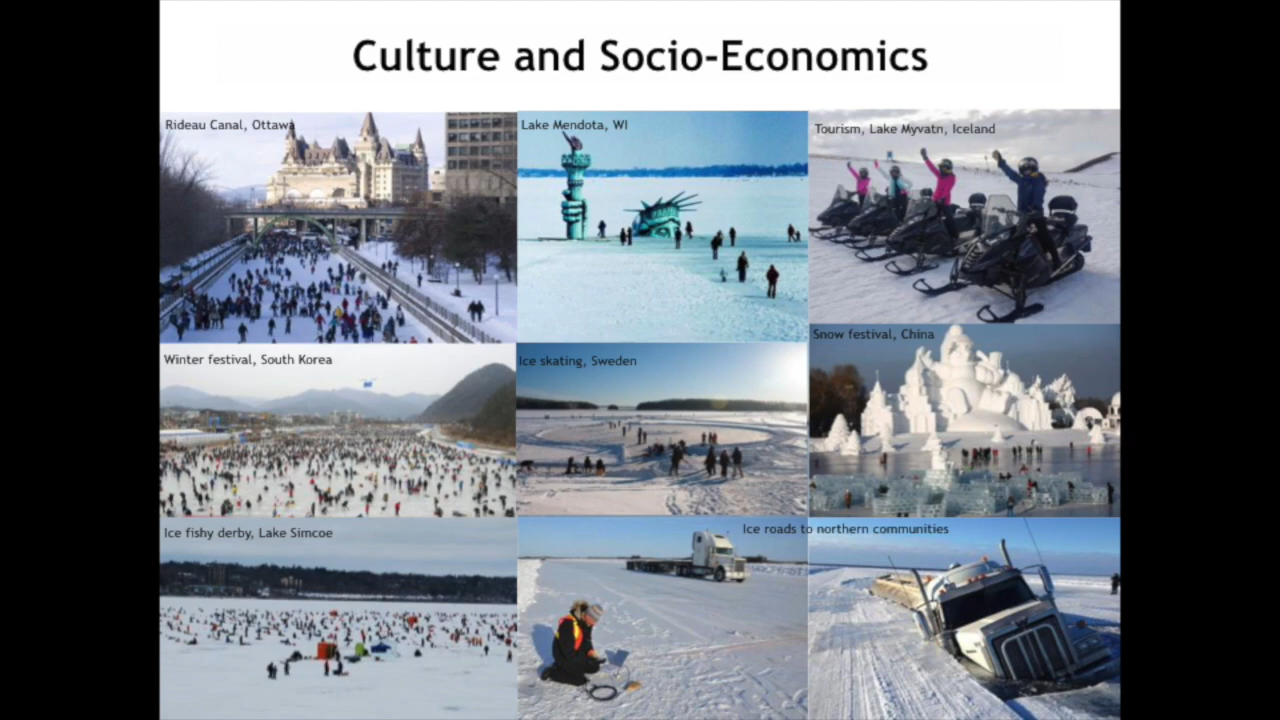 Culture and Socio-Economics
Rideau Canal, Ottawa
Lake Mendota, WI
Tourism, Lake Myvatn, Iceland
Winter festival, South Korea
Ice skating, Sweden
Snow festival, China
Ice fishy derby, Lake Simcoe
Ice roads to northern communities